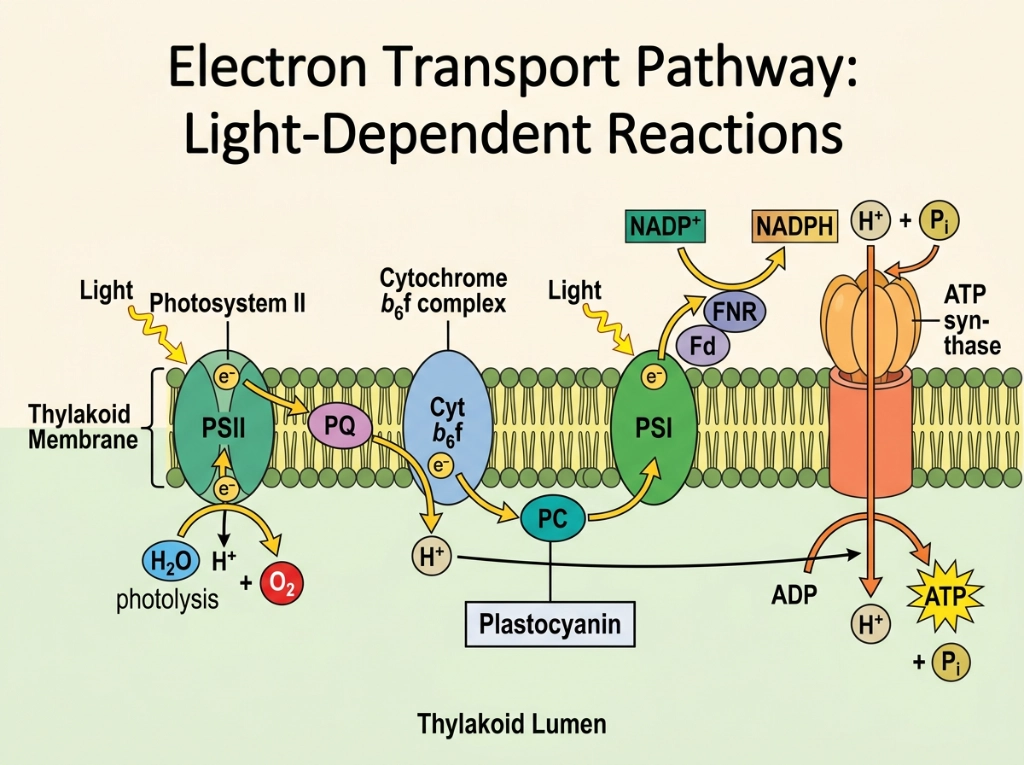 Electron Transport Pathway:
Light-Dependent Reactions
NADP⁺
NADPH
H⁺ + Pᵢ
Light
Photosystem II
Cytochrome
b₆f complex
Light
FNR
Fd
ATP
syn-
thase
e⁻
e⁻
Thylakoid
Membrane
PSII
PQ
Cyt
b₆f
e⁻
PSI
e⁻
PC
H₂O
H⁺
+ O₂
photolysis
H⁺
Plastocyanin
ADP
ATP
H⁺
+ Pᵢ
Thylakoid Lumen